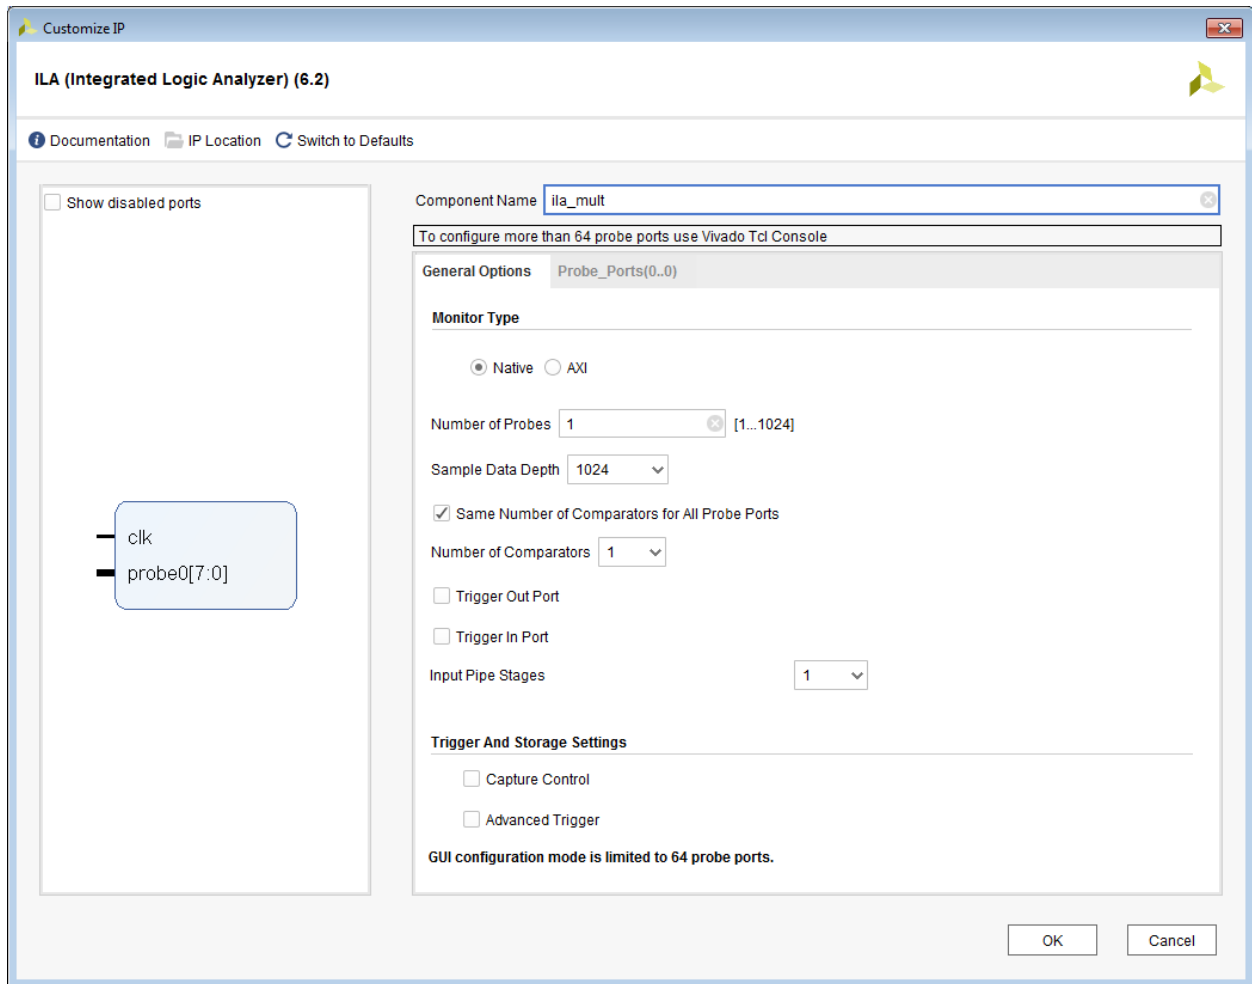 Customize IP
ILA (Integrated Logic Analyzer) (6.2)
Documentation IP Location Switch to Defaults
Show disabled ports
clk
probe0[7:0]
Component Name ila_mult
To configure more than 64 probe ports use Vivado Tcl Console
General Options Probe_Ports(0..0)
Monitor Type
Native AXI
Number of Probes 1 [1...1024]
Sample Data Depth 1024
Same Number of Comparators for All Probe Ports
Number of Comparators 1
Trigger Out Port
Trigger In Port
Input Pipe Stages 1
Trigger And Storage Settings
Capture Control
Advanced Trigger
GUI configuration mode is limited to 64 probe ports.
OK Cancel